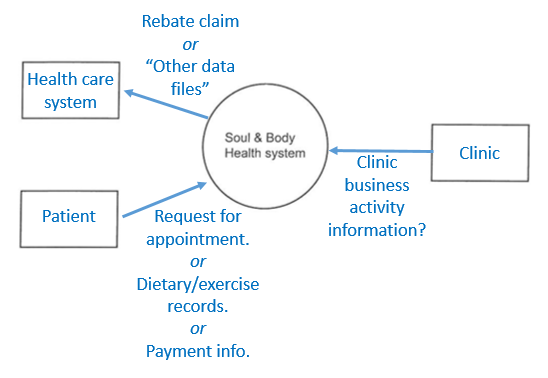 Rebate claim
or
“Other data
files”
Health care
system
Soul & Body
Health system
Clinic
Clinic
business
activity
information?
Patient
Request for
appointment.
or
Dietary/exercise
records.
or
Payment info.